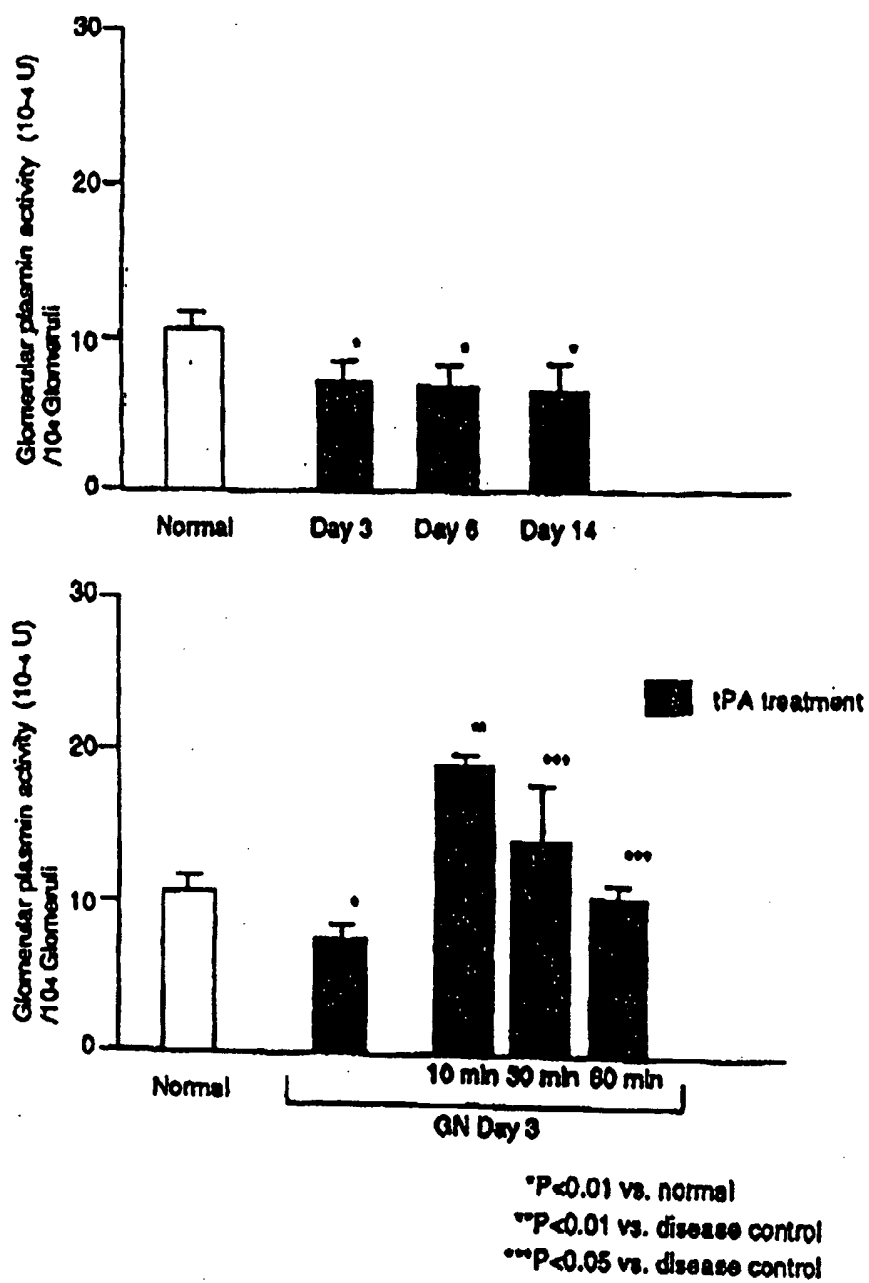 30
Glomerular plasmin activity (10-4 U)
/104 Glomeruli
20
10
0
Normal Day 3 Day 6 Day 14
* * *
30
Glomerular plasmin activity (10-4 U)
/104 Glomeruli
20
10
0
tPA treatment
* ** *** ***
10 min 30 min 60 min
Normal
GN Day 3
*P<0.01 vs. normal
**P<0.01 vs. disease control
***P<0.05 vs. disease control